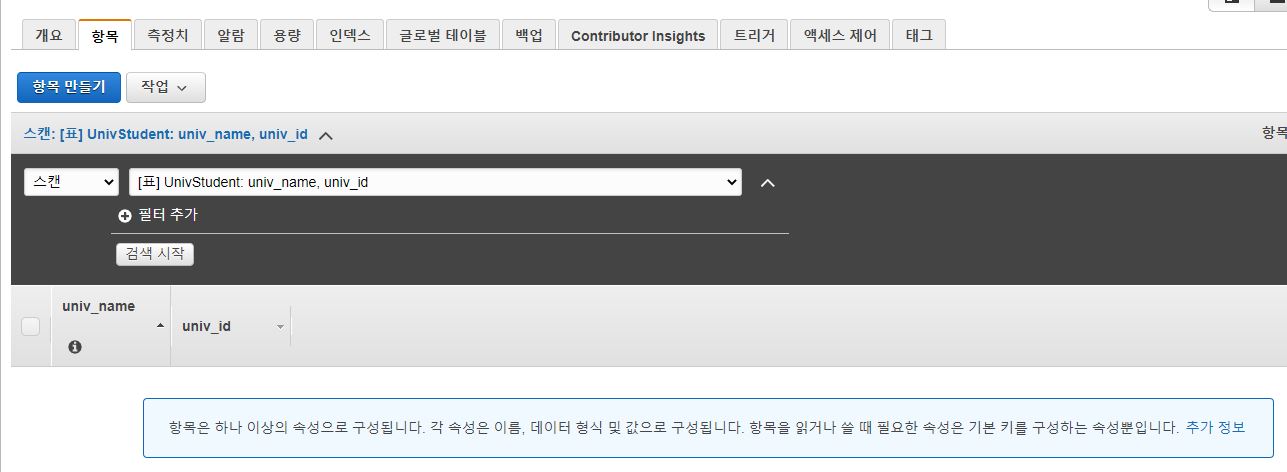 개요 항목 측정치 알람 용량 인덱스 글로벌 테이블 백업 Contributor Insights 트리거 액세스 제어 태그
항목 만들기 작업
스캔: [표] UnivStudent: univ_name, univ_id 항목
스캔 [표] UnivStudent: univ_name, univ_id
필터 추가
검색 시작
univ_name
univ_id
항목은 하나 이상의 속성으로 구성됩니다. 각 속성은 이름, 데이터 형식 및 값으로 구성됩니다. 항목을 읽거나 쓸 때 필요한 속성은 기본 키를 구성하는 속성뿐입니다. 추가 정보